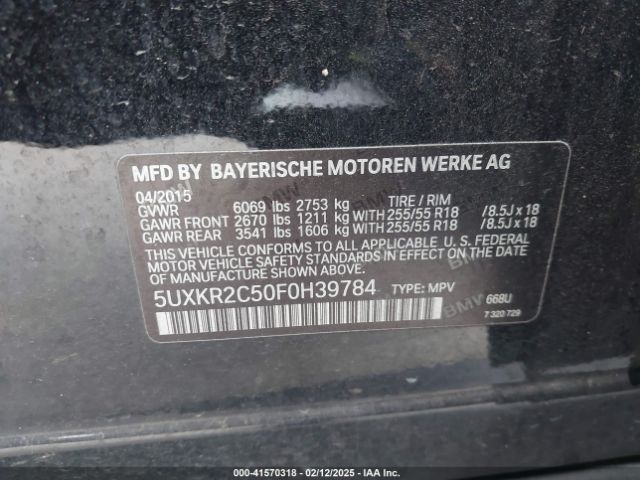 MFD BY BAYERISCHE MOTOREN WERKE AG
04/2015
GVWR 6069 lbs 2753 kg TIRE / RIM
GAWR FRONT 2670 lbs 1211 kg WITH 255/55 R18 /8.5J x 18
GAWR REAR 3541 lbs 1606 kg WITH 255/55 R18 /8.5J x 18
THIS VEHICLE CONFORMS TO ALL APPLICABLE U. S. FEDERAL
MOTOR VEHICLE SAFETY STANDARDS IN EFFECT ON THE DATE
OF MANUFACTURE SHOWN ABOVE.
5UXKR2C50F0H39784 TYPE: MPV
668U
7 320 729
BMW
BMW
BMW
000-41570318 - 02/12/2025 - IAA Inc.